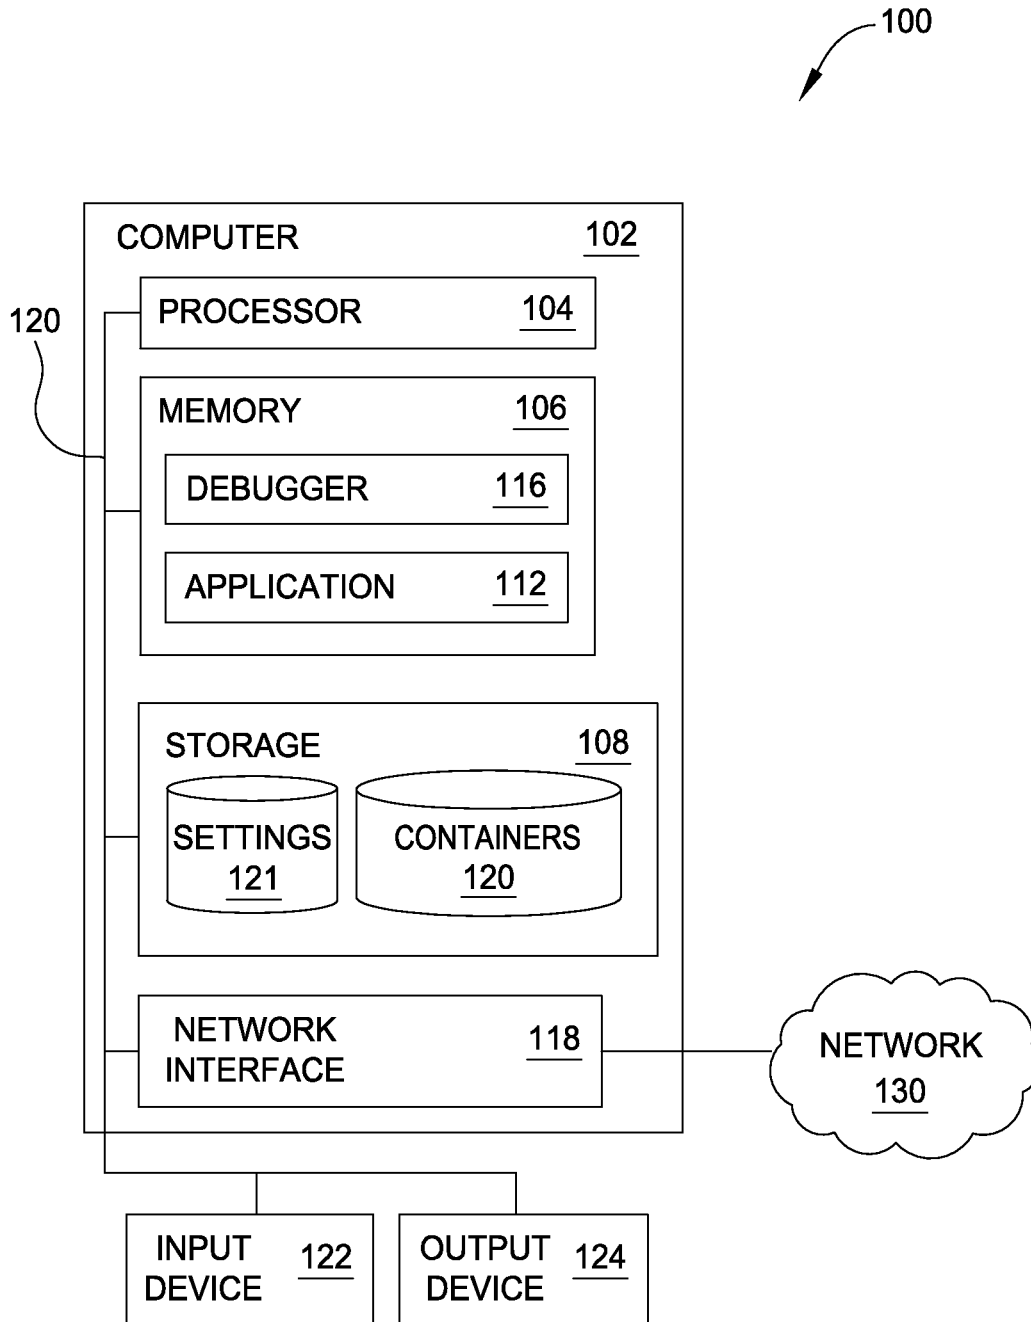 100
COMPUTER 102
PROCESSOR 104
120
MEMORY 106
DEBUGGER 116
APPLICATION 112
STORAGE 108
SETTINGS
121
CONTAINERS
120
NETWORK
INTERFACE
118
NETWORK
130
INPUT
DEVICE
122
OUTPUT
DEVICE
124